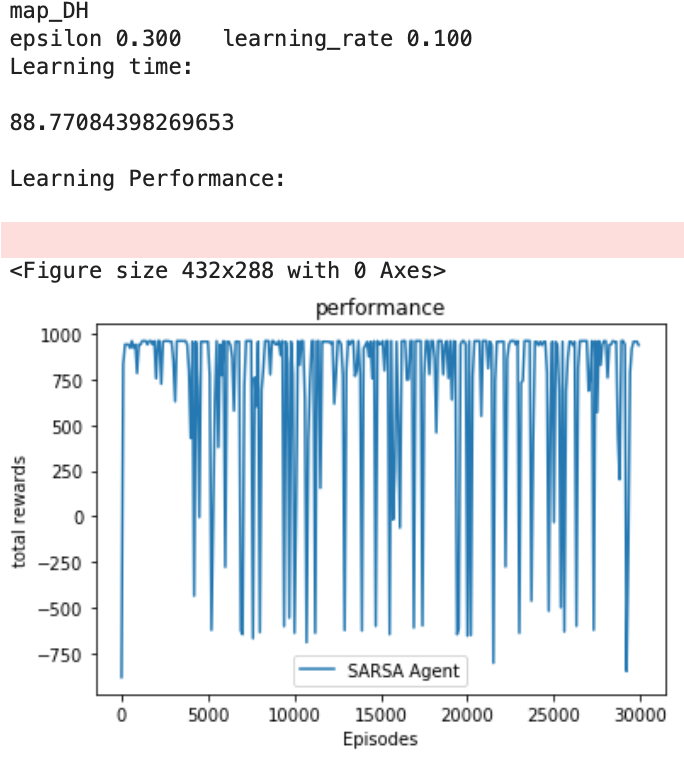 map_DH
epsilon 0.300   learning_rate 0.100
Learning time:
88.77084398269653
Learning Performance:
<Figure size 432x288 with 0 Axes>
performance
1000
750
500
250
0
−250
−500
−750
total rewards
SARSA Agent
0 5000 10000 15000 20000 25000 30000
Episodes